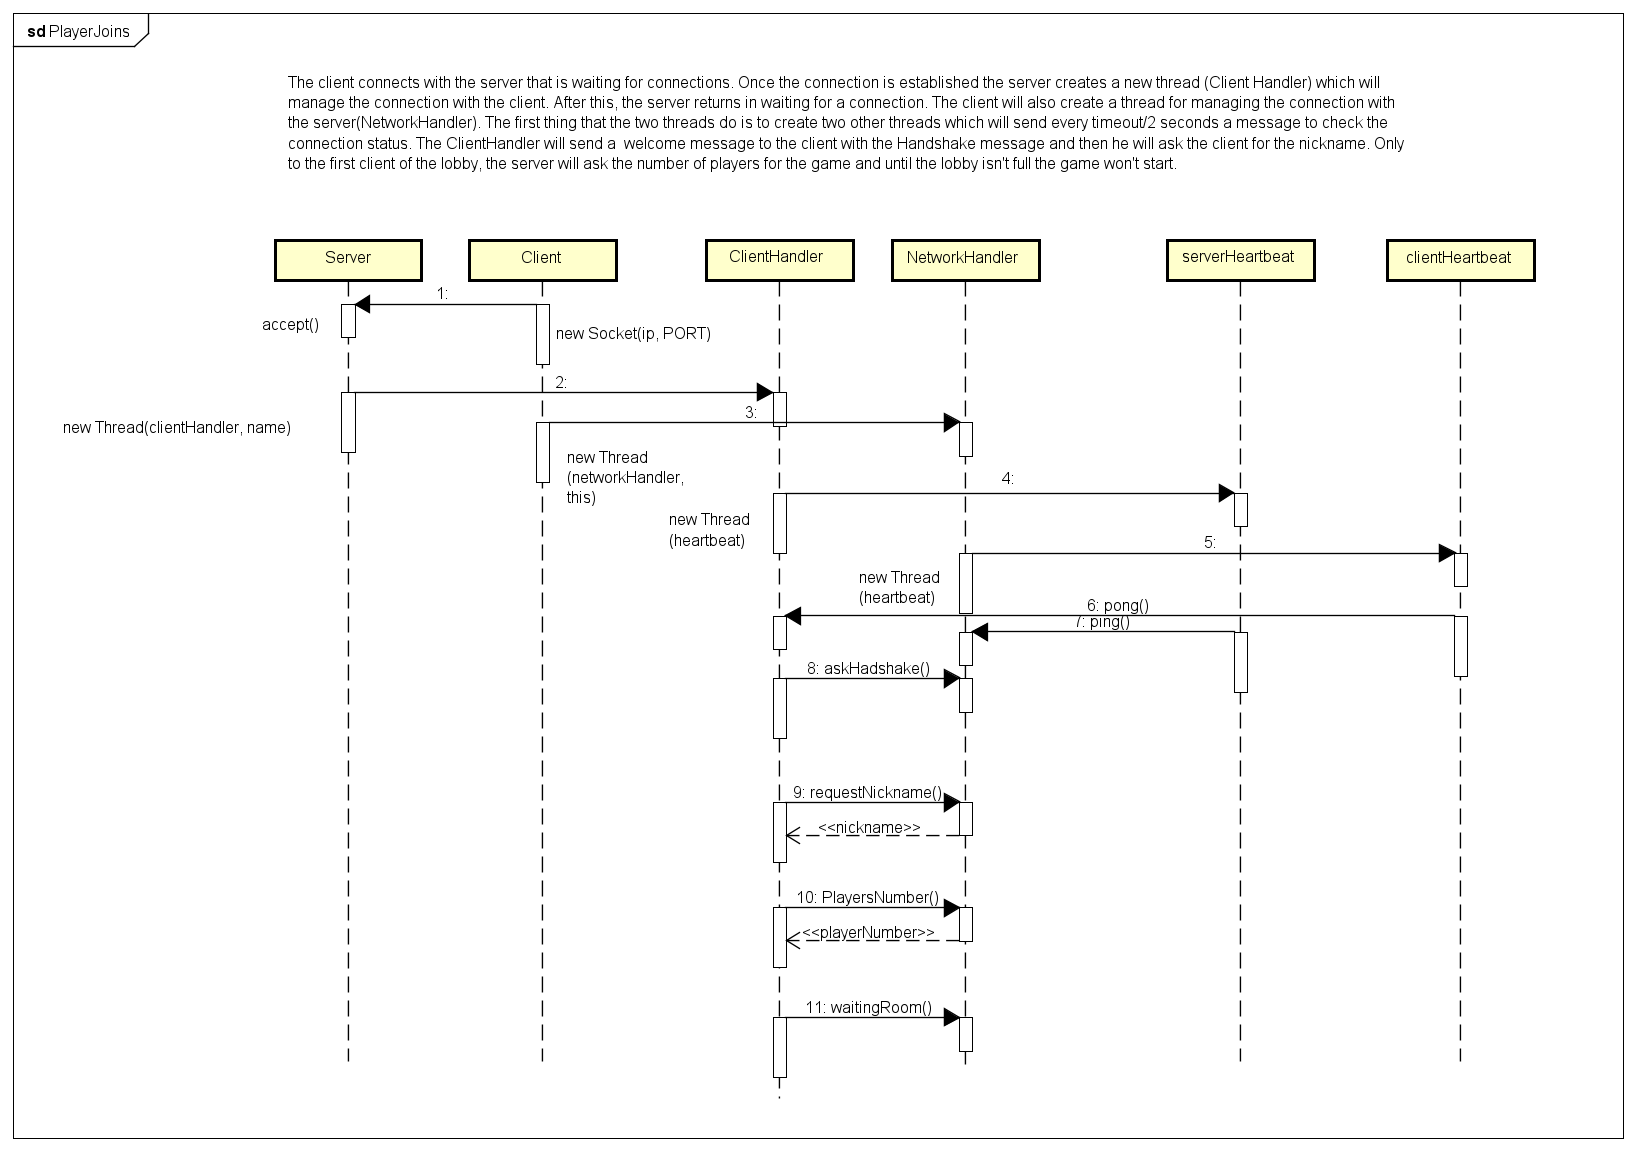 sd PlayerJoins
The client connects with the server that is waiting for connections. Once the connection is established the server creates a new thread (Client Handler) which will
manage the connection with the client. After this, the server returns in waiting for a connection. The client will also create a thread for managing the connection with
the server(NetworkHandler). The first thing that the two threads do is to create two other threads which will send every timeout/2 seconds a message to check the
connection status. The ClientHandler will send a  welcome message to the client with the Handshake message and then he will ask the client for the nickname. Only
to the first client of the lobby, the server will ask the number of players for the game and until the lobby isn't full the game won't start.
Server
Client
ClientHandler
NetworkHandler
serverHeartbeat
clientHeartbeat
1:
accept()
new Socket(ip, PORT)
2:
3:
new Thread(clientHandler, name)
new Thread
(networkHandler,
this)
4:
new Thread
(heartbeat)
5:
new Thread
(heartbeat)
6: pong()
7: ping()
8: askHadshake()
9: requestNickname()
<<nickname>>
10: PlayersNumber()
<<playerNumber>>
11: waitingRoom()